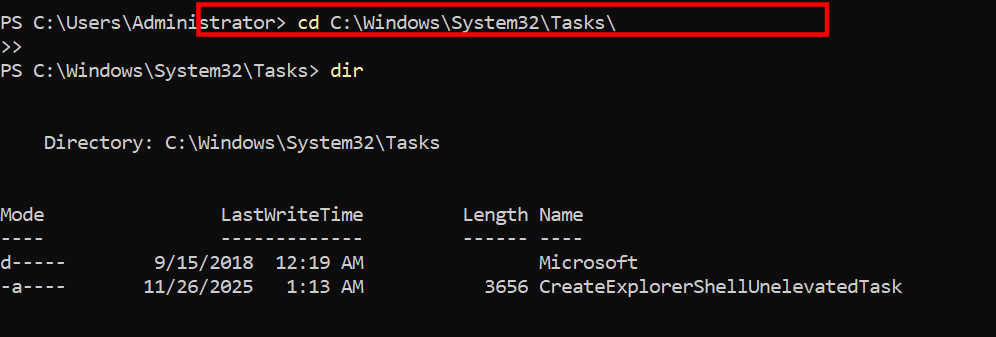 PS C:\Users\Administrator> cd C:\Windows\System32\Tasks\
>>
PS C:\Windows\System32\Tasks> dir
Directory: C:\Windows\System32\Tasks
Mode                LastWriteTime         Length Name
----                -------------         ------ ----
d-----        9/15/2018  12:19 AM                Microsoft
-a----       11/26/2025   1:13 AM           3656 CreateExplorerShellUnelevatedTask